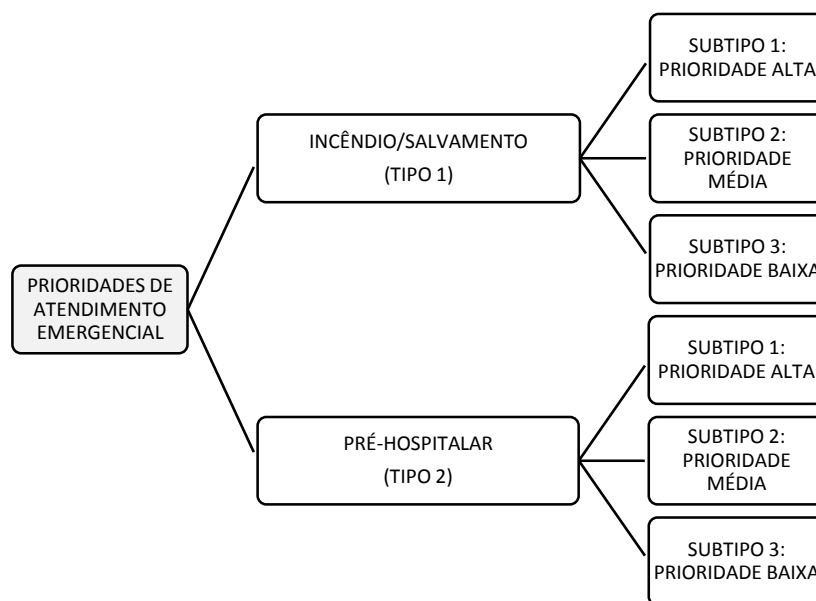 SUBTIPO 1:
PRIORIDADE ALTA
INCÊNDIO/SALVAMENTO
(TIPO 1)
SUBTIPO 2:
PRIORIDADE
MÉDIA
SUBTIPO 3:
PRIORIDADE BAIXA
PRIORIDADES DE
ATENDIMENTO
EMERGENCIAL
SUBTIPO 1:
PRIORIDADE ALTA
PRÉ-HOSPITALAR
(TIPO 2)
SUBTIPO 2:
PRIORIDADE
MÉDIA
SUBTIPO 3:
PRIORIDADE BAIXA